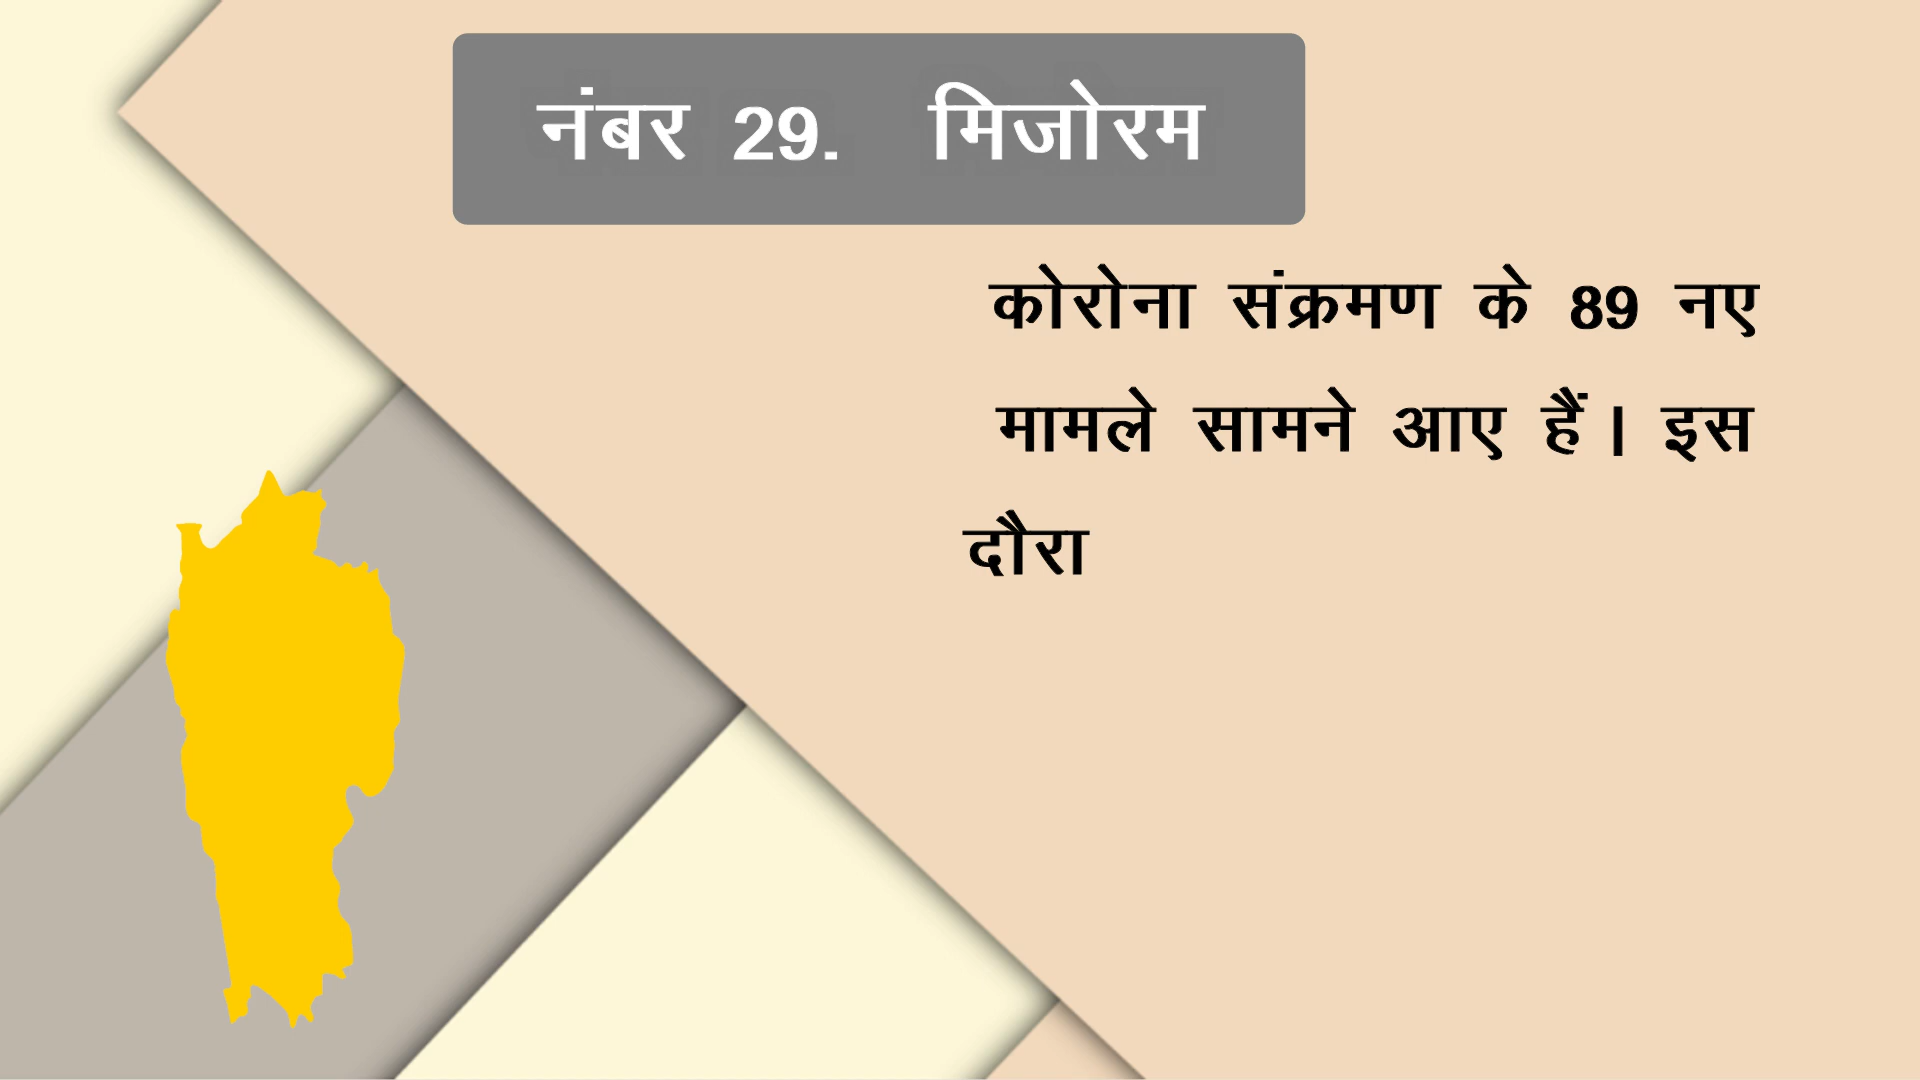 नंबर 29. मिजोरम
कोरोना संक्रमण के 89 नए
मामले सामने आए हैं। इस
दौरा